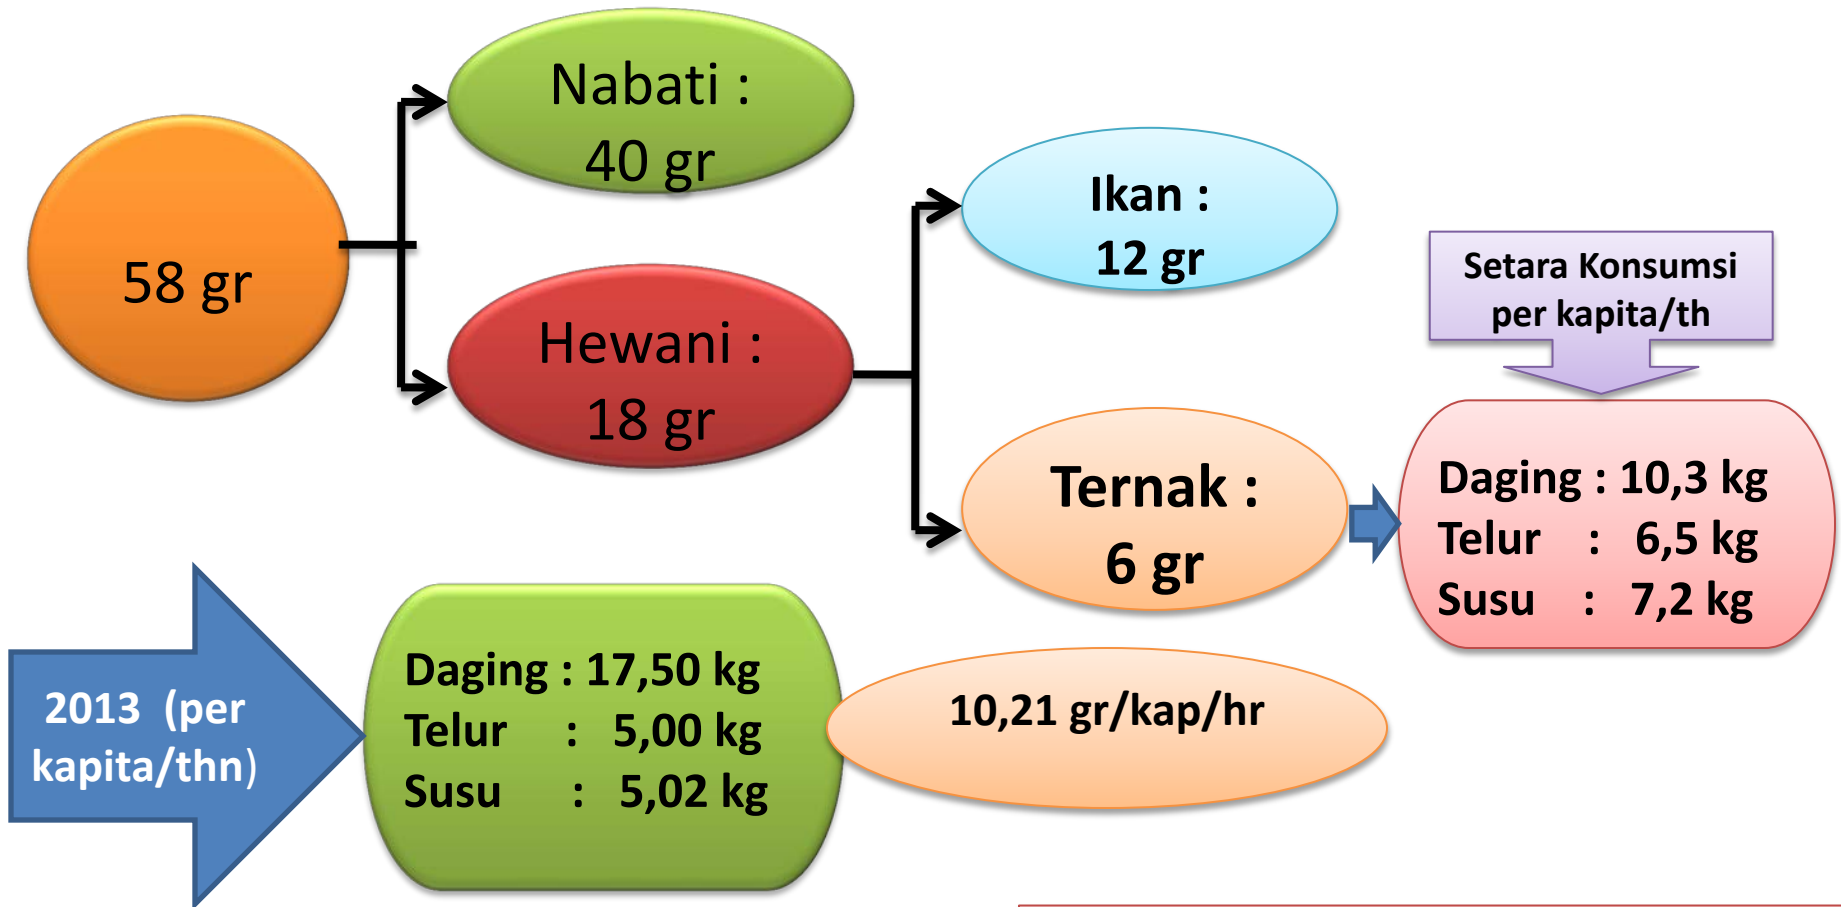 58 gr
Nabati :
40 gr
Hewani :
18 gr
Ikan :
12 gr
Ternak :
6 gr
Setara Konsumsi
per kapita/th
Daging : 10,3 kg
Telur : 6,5 kg
Susu : 7,2 kg
2013 (per
kapita/thn)
Daging : 17,50 kg
Telur : 5,00 kg
Susu : 5,02 kg
10,21 gr/kap/hr